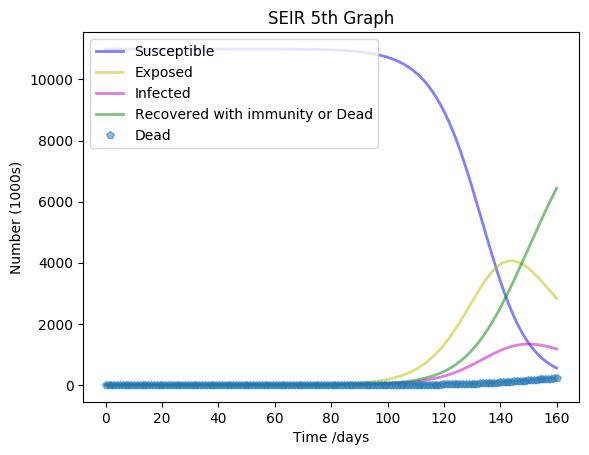 SEIR 5th Graph
Susceptible
Exposed
Infected
Recovered with immunity or Dead
Dead
Number (1000s)
10000
8000
6000
4000
2000
0
0 20 40 60 80 100 120 140 160
Time /days